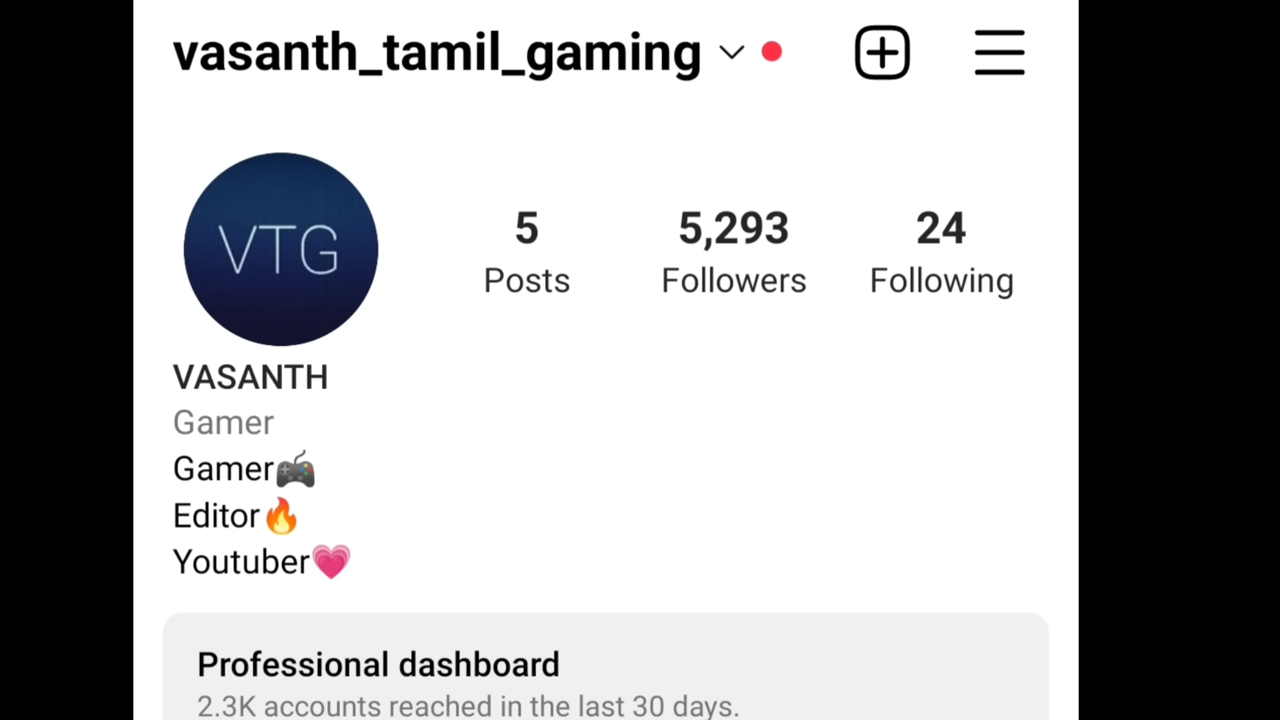 vasanth_tamil_gaming
VTG
5 5,293 24
Posts Followers Following
VASANTH
Gamer
Gamer🎮
Editor🔥
Youtuber💗
Professional dashboard
2.3K accounts reached in the last 30 days.